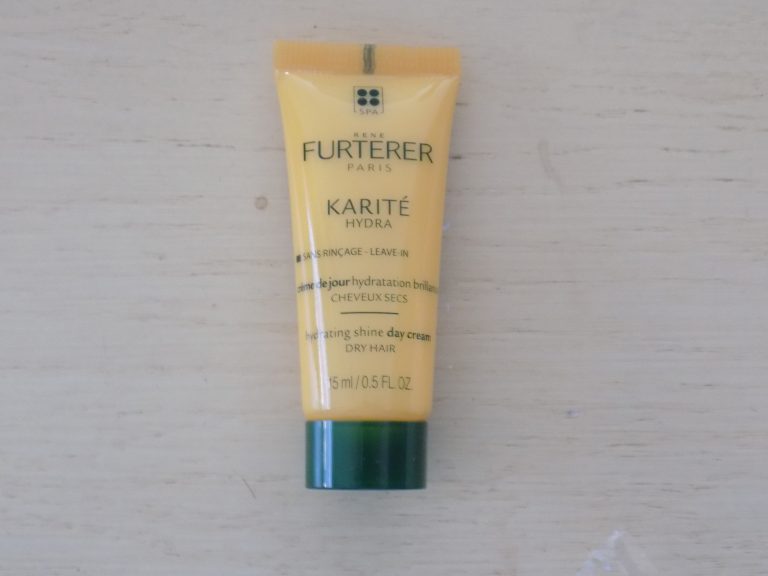 SPA
RENE
FURTERER
PARIS
KARITÉ
HYDRA
SANS RINÇAGE - LEAVE-IN
crème de jour hydratation brillance
CHEVEUX SECS
hydrating shine day cream
DRY HAIR
15 ml / 0.5 FL.OZ.